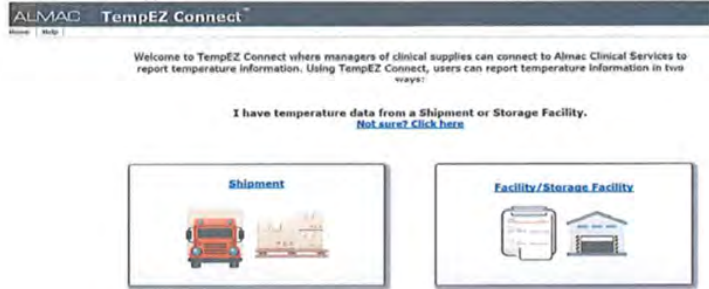 ALMAC TempEZ Connect™
Home Help
Welcome to TempEZ Connect where managers of clinical supplies can connect to Almac Clinical Services to
report temperature information. Using TempEZ Connect, users can report temperature information in two
ways:
I have temperature data from a Shipment or Storage Facility.
Not sure? Click here
Shipment
Facility/Storage Facility